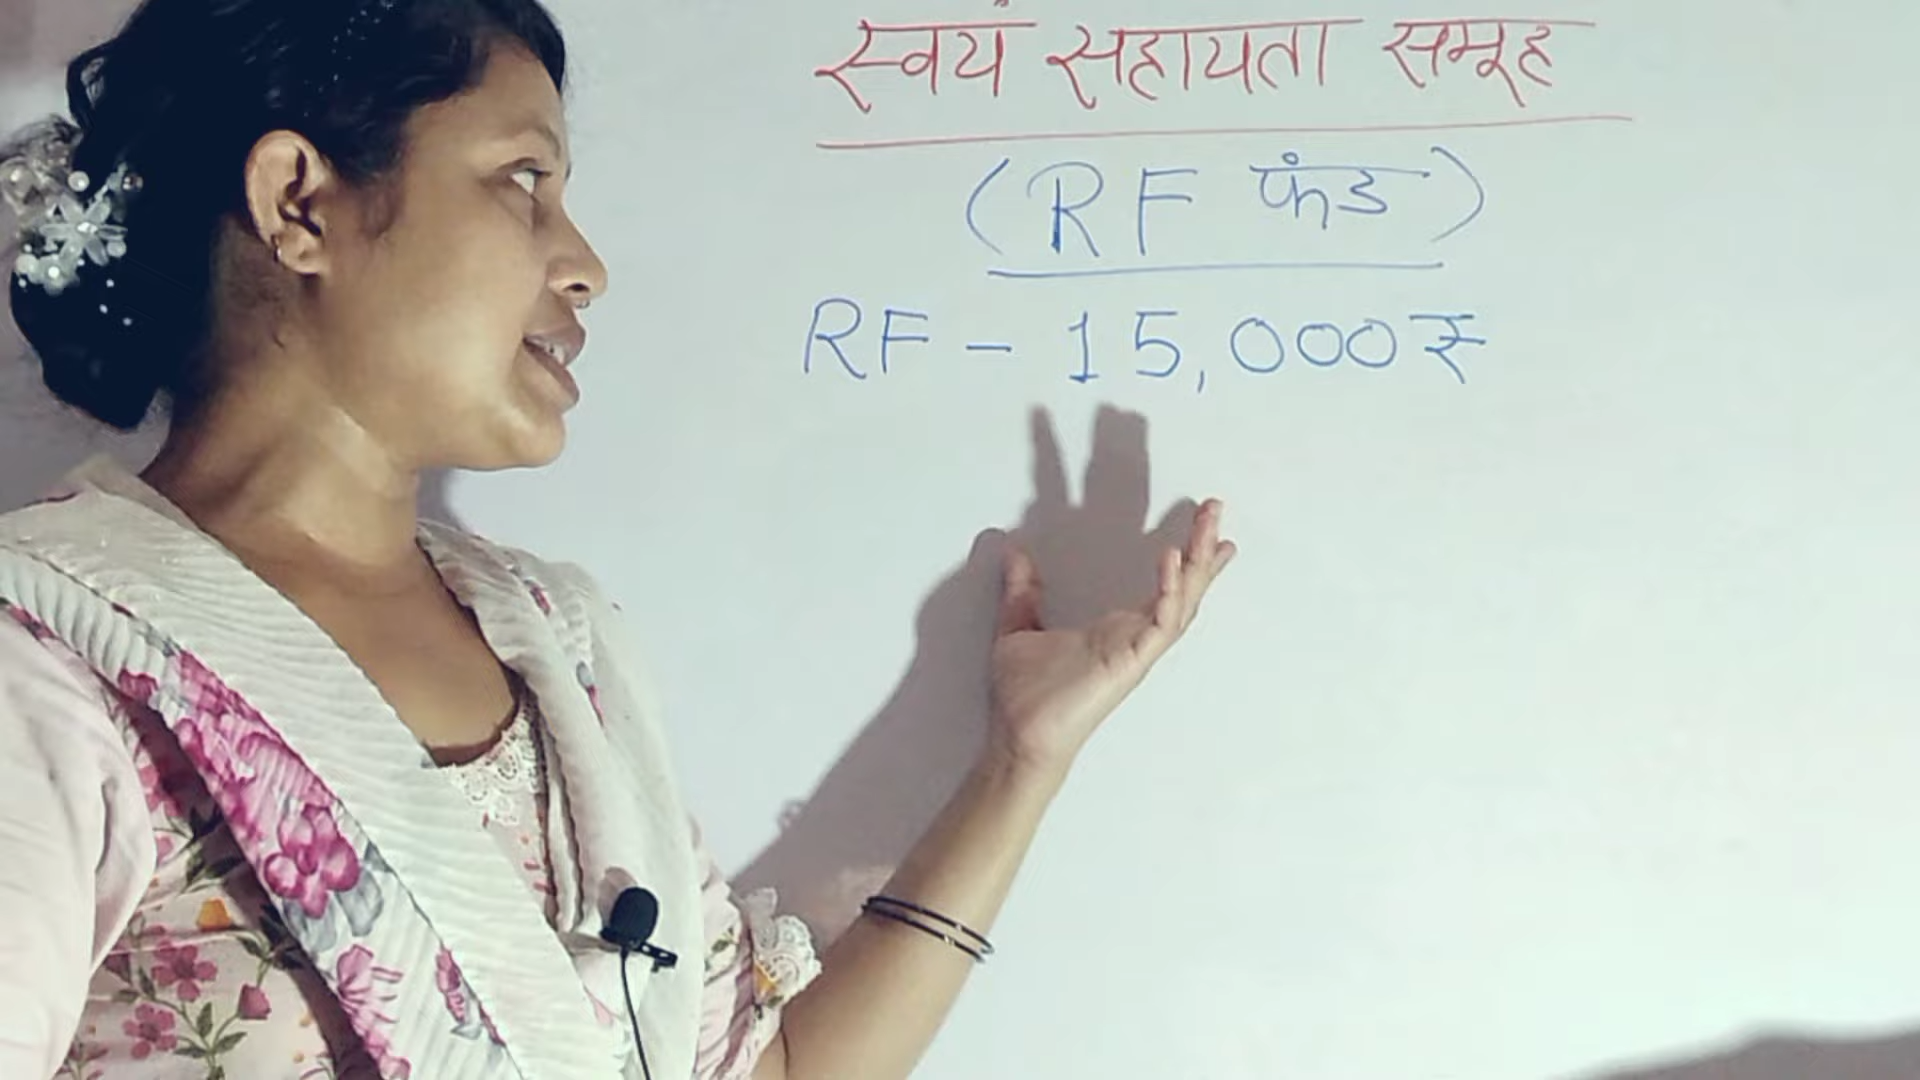 स्वयं सहायता समूह
(RF फंड)
RF - 15,000₹